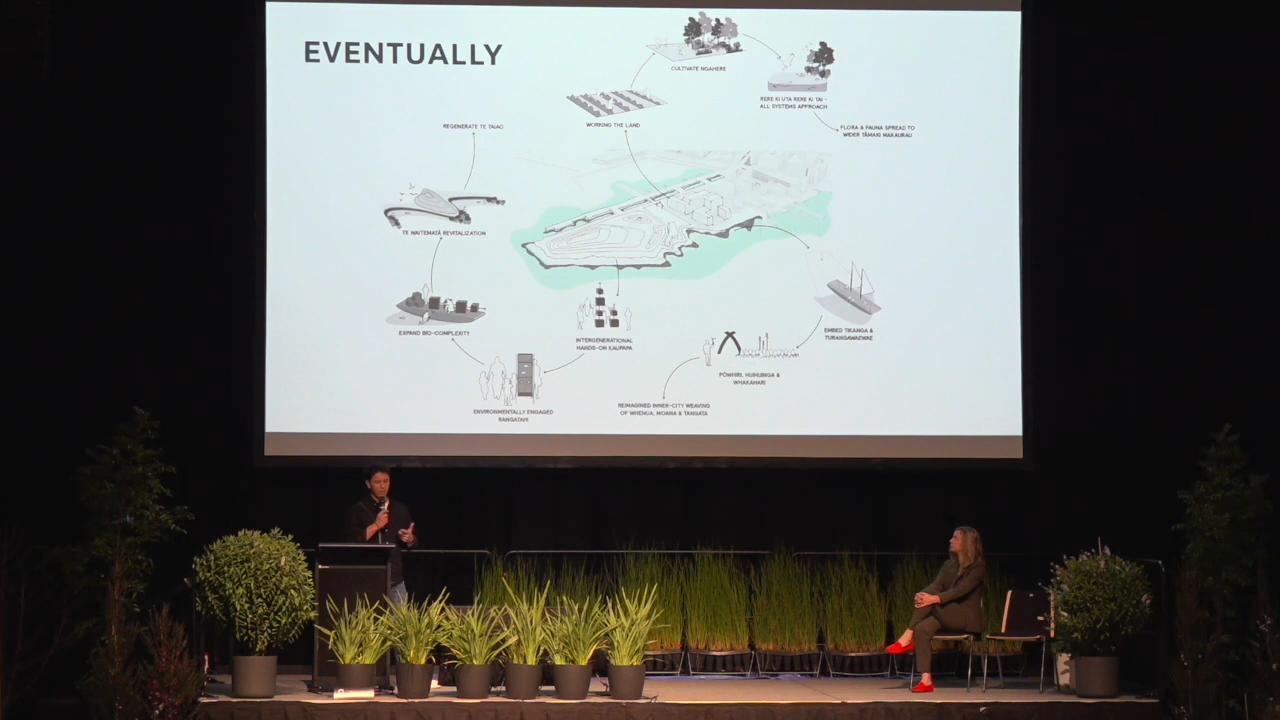 EVENTUALLY
CULTIVATE NGAHERE
RERE KI UTA RERE KI TAI -
ALL SYSTEMS APPROACH
REGENERATE TE TAIAO
WORKING THE LAND
FLORA & FAUNA SPREAD TO
WIDER TĀMAKI MAKAURAU
TE WAITEMATĀ REVITALIZATION
EXPAND BIO-COMPLEXITY
INTERGENERATIONAL
HANDS-ON KAUPAPA
EMBED TIKANGA &
TURANGAWAEWAE
PŌWHIRI, HUIHUINGA &
WHAKAHARI
ENVIRONMENTALLY ENGAGED
RANGATAHI
REIMAGINED INNER-CITY WEAVING
OF WHENUA, MOANA & TANGATA